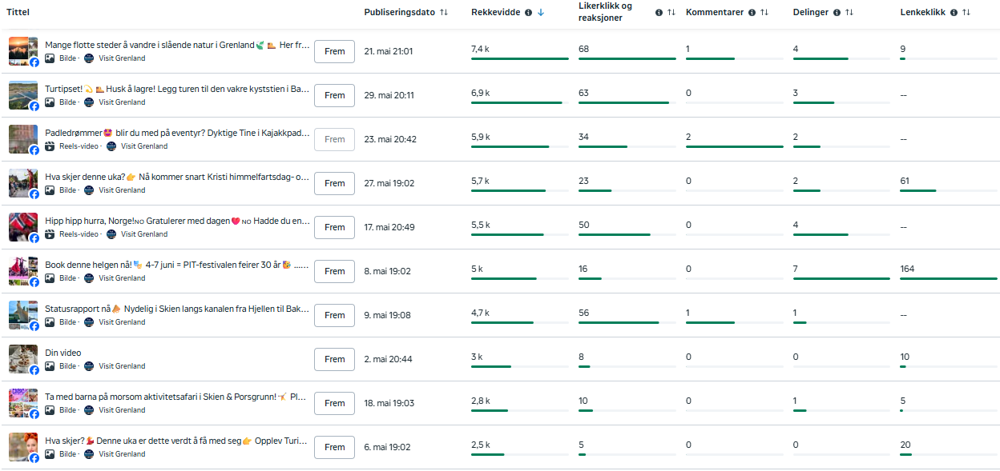 Tittel Publiseringsdato Rekkevidde Likerklikk og reaksjoner Kommentarer Delinger Lenkeklikk
Mange flotte steder å vandre i slående natur i Grenland🌿 🥾 Her fr... Frem 21. mai 21:01 7,4 k 68 1 4 9
Bilde · Visit Grenland
Turtipset!💫 🥾Husk å lagre! Legg turen til den vakre kyststien i Ba... Frem 29. mai 20:11 6,9 k 63 0 3 --
Bilde · Visit Grenland
Padledrømmer🤩 blir du med på eventyr? Dyktige Tine i Kajakkpad... Frem 23. mai 20:42 5,9 k 34 2 2 --
Reels-video · Visit Grenland
Hva skjer denne uka?👉 Nå kommer snart Kristi himmelfartsdag- o... Frem 27. mai 19:02 5,7 k 23 0 2 61
Bilde · Visit Grenland
Hipp hipp hurra, Norge!🇳🇴 Gratulerer med dagen❤️ 🇳🇴 Hadde du en... Frem 17. mai 20:49 5,5 k 50 0 4 --
Reels-video · Visit Grenland
Book denne helgen nå!🎭 4-7 juni = PIT-festivalen feirer 30 år🥳 ...... Frem 8. mai 19:02 5 k 16 0 7 164
Bilde · Visit Grenland
Statusrapport nå📣 Nydelig i Skien langs kanalen fra Hjellen til Bak... Frem 9. mai 19:08 4,7 k 56 1 1 --
Bilde · Visit Grenland
Din video Frem 2. mai 20:44 3 k 8 0 0 10
Bilde · Visit Grenland
Ta med barna på morsom aktivitetsafari i Skien & Porsgrunn!🤸 Pl... Frem 18. mai 19:03 2,8 k 10 0 1 5
Bilde · Visit Grenland
Hva skjer?💃 Denne uka er dette verdt å få med seg👉 Opplev Turi... Frem 6. mai 19:02 2,5 k 5 0 0 20
Bilde · Visit Grenland